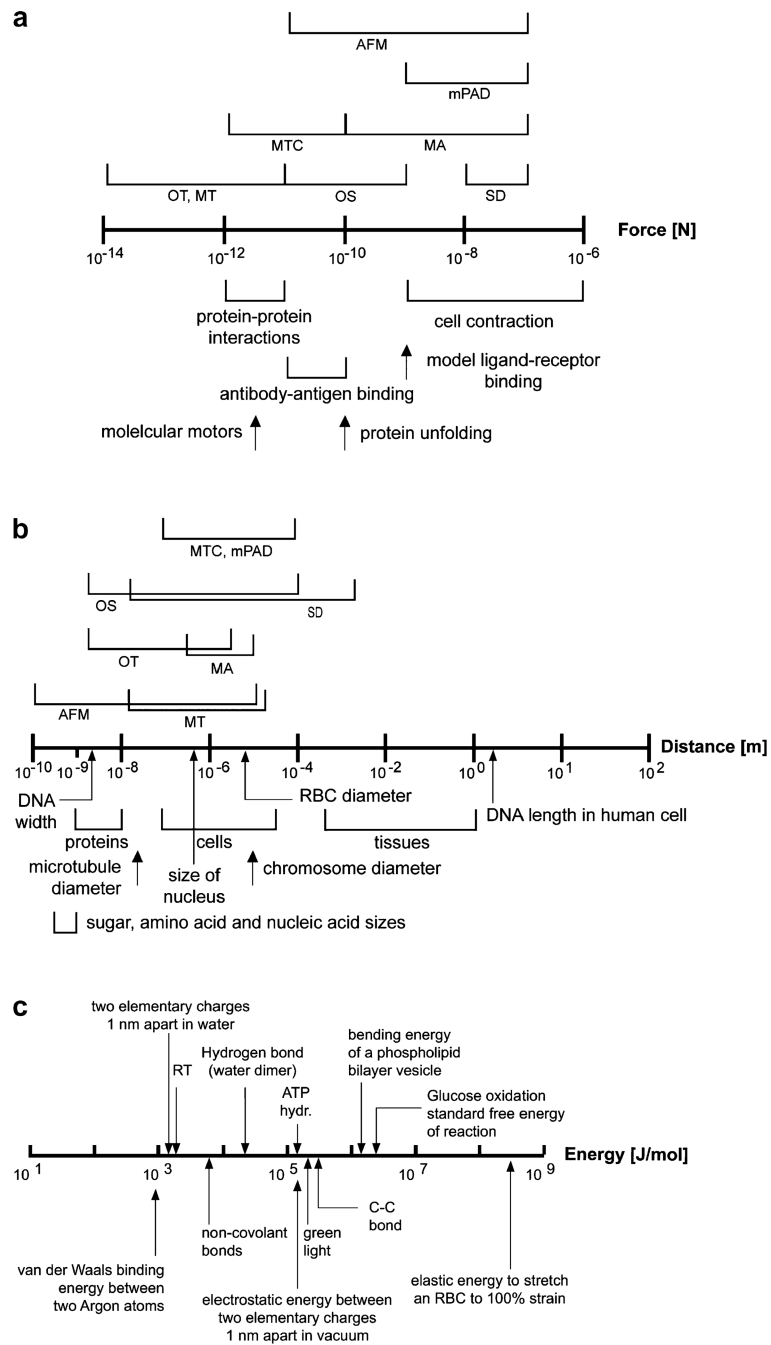 a
AFM
mPAD
MTC
MA
OT, MT
OS
SD
Force [N]
10-14
10-12
10-10
10-8
10-6
protein-protein
interactions
cell contraction
model ligand-receptor
binding
antibody-antigen binding
molelcular motors
protein unfolding
b
MTC, mPAD
OS
SD
OT
MA
AFM
MT
Distance [m]
10-10
10-9
10-8
10-6
10-4
10-2
100
101
102
DNA
width
RBC diameter
DNA length in human cell
proteins
cells
tissues
microtubule
diameter
size of
nucleus
chromosome diameter
sugar, amino acid and nucleic acid sizes
c
two elementary charges
1 nm apart in water
RT
Hydrogen bond
(water dimer)
ATP
hydr.
bending energy
of a phospholipid
bilayer vesicle
Glucose oxidation
standard free energy
of reaction
Energy [J/mol]
10 1
10 3
10 5
10 7
10 9
non-covolant
bonds
green
light
C-C
bond
van der Waals binding
energy between
two Argon atoms
electrostatic energy between
two elementary charges
1 nm apart in vacuum
elastic energy to stretch
an RBC to 100% strain